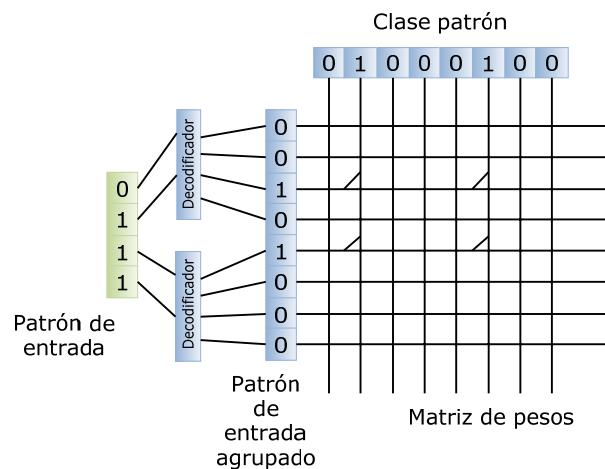 Clase patrón
0 1 0 0 0 1 0 0
Decodificador
0
0
1
0
1
0
0
0
0
1
1
1
Decodificador
Patrón de
entrada
Patrón
de
entrada
agrupado
Matriz de pesos